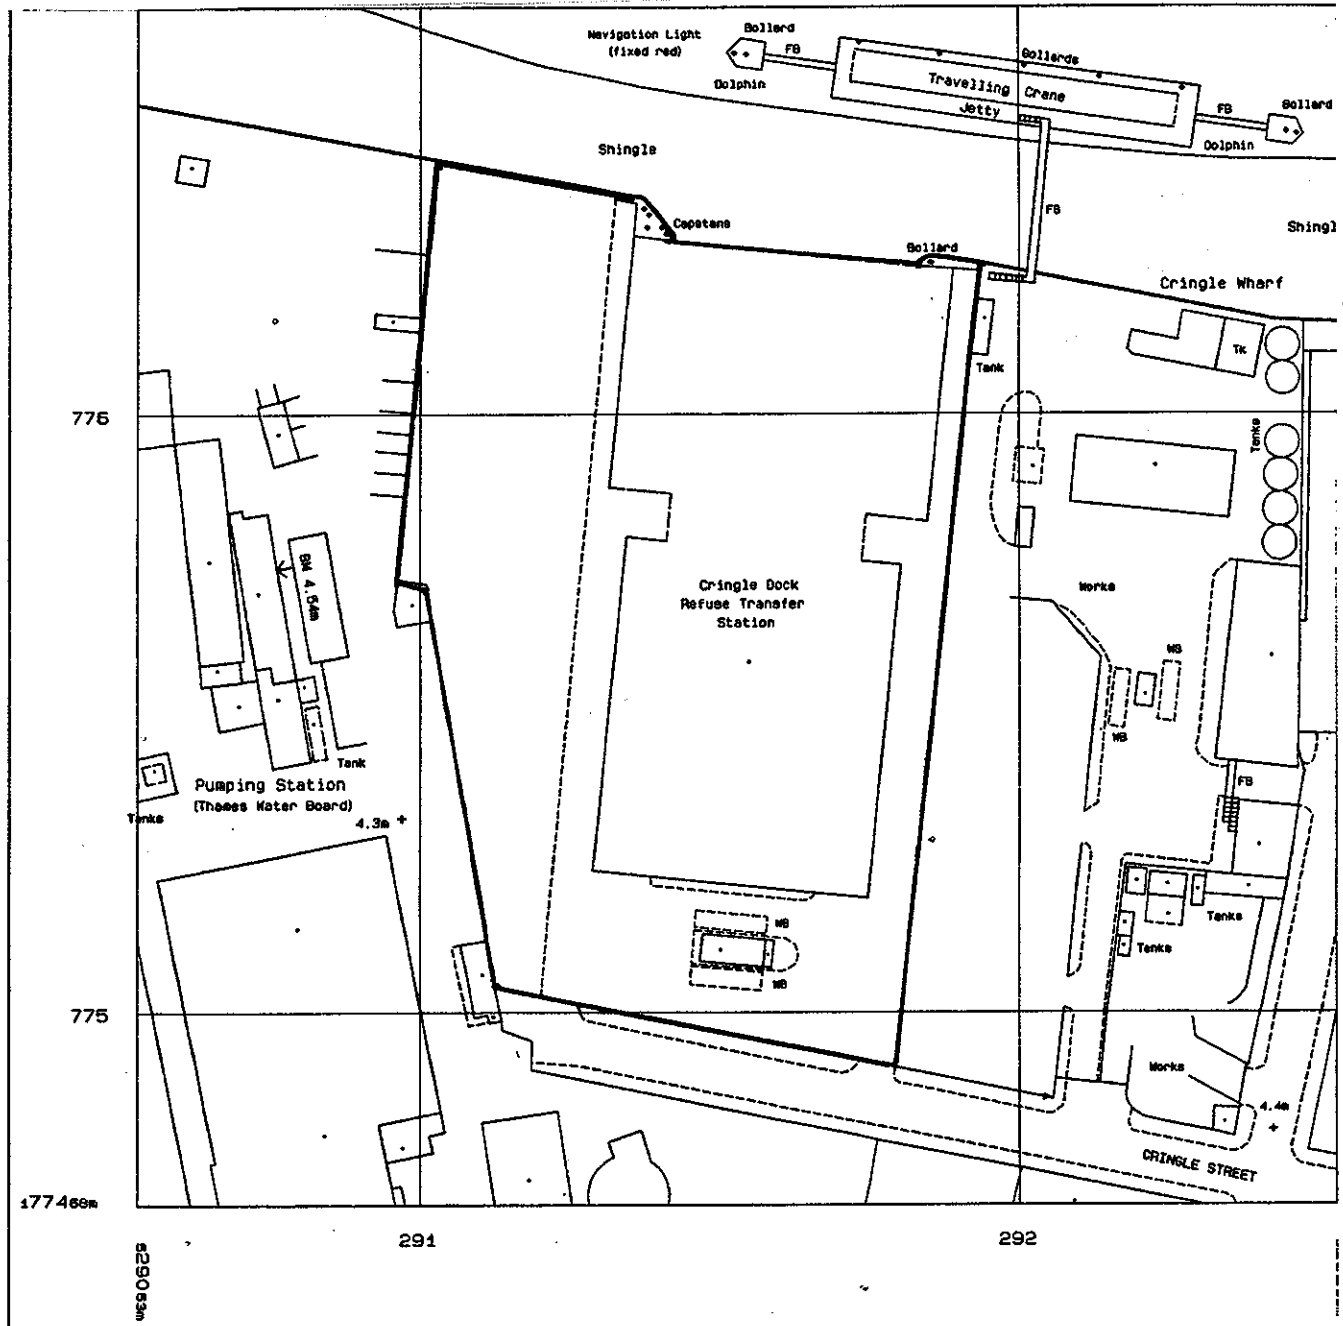 Navigation Light
(fixed red)
Bollard
FB
Dolphin
Bollards
Travelling Crane
Jetty
FB
Bollard
Dolphin
Shingle
Capstans
FB
Shingl
Bollard
Cringle Wharf
Tank
TK
Tanks
776
BM 4.54m
Cringle Dock
Refuse Transfer
Station
Works
WB
WB
FB
Tank
Pumping Station
(Thames Water Board)
Tanks
4.3m +
WB
WB
Tanks
Tanks
775
Works
4.4m
+
CRINGLE STREET
177468m
529053m
291
292